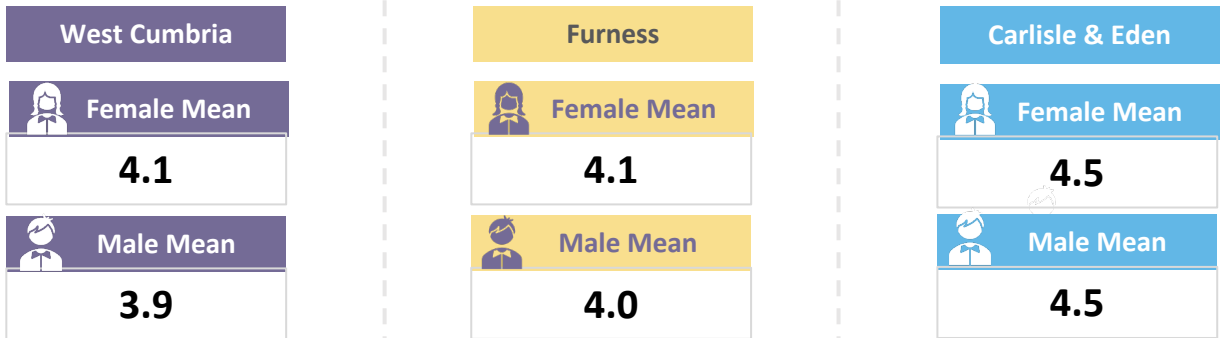 West Cumbria
Female Mean
4.1
Male Mean
3.9
Furness
Female Mean
4.1
Male Mean
4.0
Carlisle & Eden
Female Mean
4.5
Male Mean
4.5